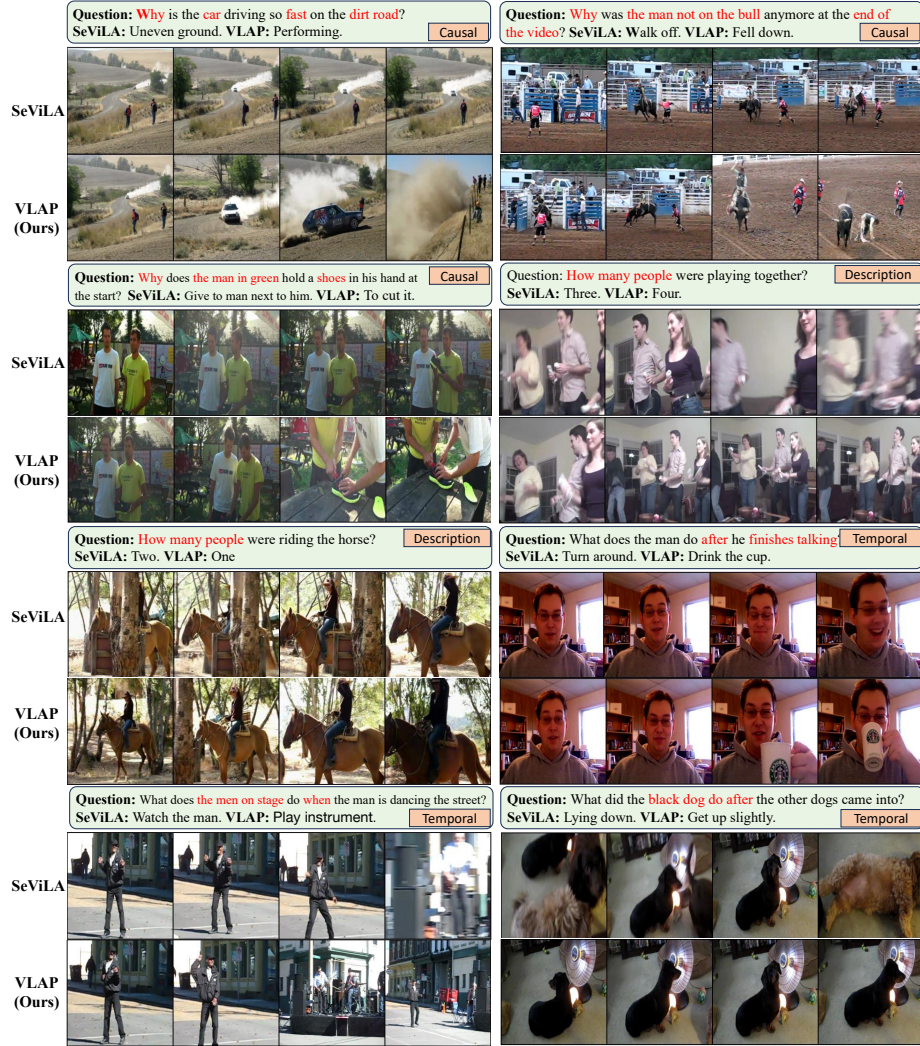 Question: Why is the car driving so fast on the dirt road?
SeViLA: Uneven ground. VLAP: Performing.
Causal
Question: Why was the man not on the bull anymore at the end of
the video? SeViLA: Walk off. VLAP: Fell down.
Causal
SeViLA
VLAP
(Ours)
Question: Why does the man in green hold a shoes in his hand at
the start? SeViLA: Give to man next to him. VLAP: To cut it.
Causal
Question: How many people were playing together?
SeViLA: Three. VLAP: Four.
Description
SeViLA
VLAP
(Ours)
Question: How many people were riding the horse?
SeViLA: Two. VLAP: One
Description
Question: What does the man do after he finishes talking?
SeViLA: Turn around. VLAP: Drink the cup.
Temporal
SeViLA
VLAP
(Ours)
Question: What does the men on stage do when the man is dancing the street?
SeViLA: Watch the man. VLAP: Play instrument.
Temporal
Question: What did the black dog do after the other dogs came into?
SeViLA: Lying down. VLAP: Get up slightly.
Temporal
SeViLA
VLAP
(Ours)